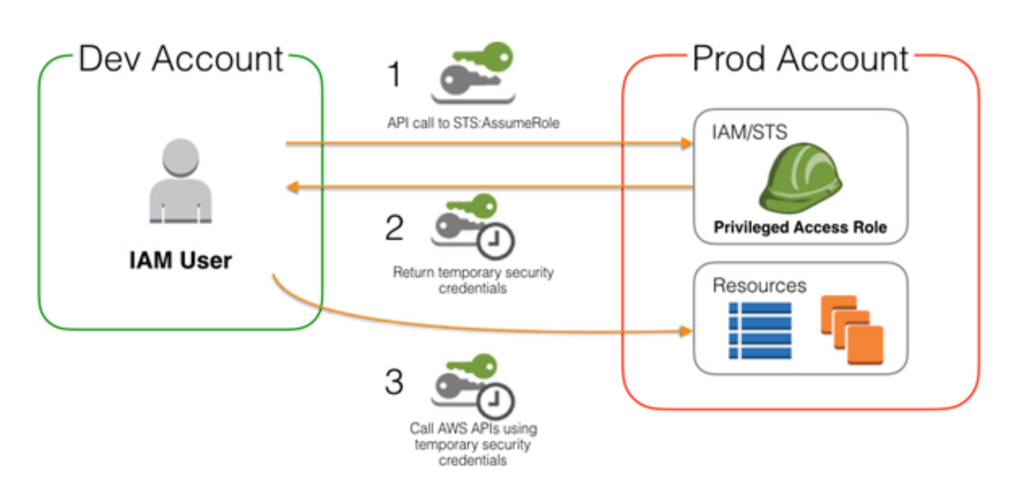 Dev Account
Prod Account
1
API call to STS:AssumeRole
IAM/STS
Privileged Access Role
IAM User
2
Return temporary security
credentials
Resources
3
Call AWS APIs using
temporary security
credentials